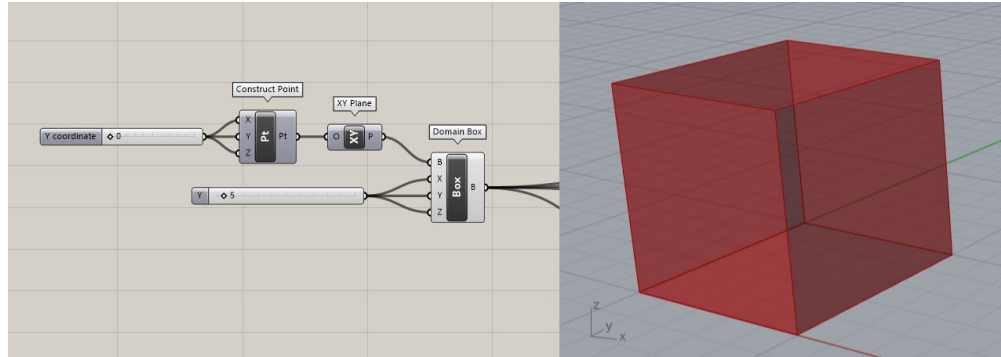 Construct Point
XY Plane
Y coordinate
0
X
Y
Z
Pt
Pt
O
XY
P
Domain Box
Y
5
B
X
Y
Z
Box
B
z
y
x